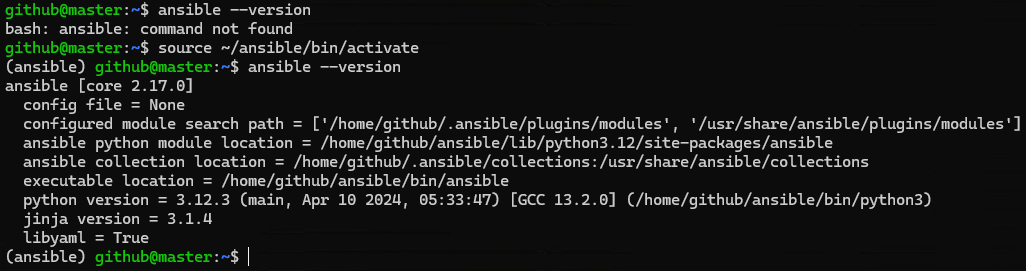 github@master:~$ ansible --version
bash: ansible: command not found
github@master:~$ source ~/ansible/bin/activate
(ansible) github@master:~$ ansible --version
ansible [core 2.17.0]
  config file = None
  configured module search path = ['/home/github/.ansible/plugins/modules', '/usr/share/ansible/plugins/modules']
  ansible python module location = /home/github/ansible/lib/python3.12/site-packages/ansible
  ansible collection location = /home/github/.ansible/collections:/usr/share/ansible/collections
  executable location = /home/github/ansible/bin/ansible
  python version = 3.12.3 (main, Apr 10 2024, 05:33:47) [GCC 13.2.0] (/home/github/ansible/bin/python3)
  jinja version = 3.1.4
  libyaml = True
(ansible) github@master:~$